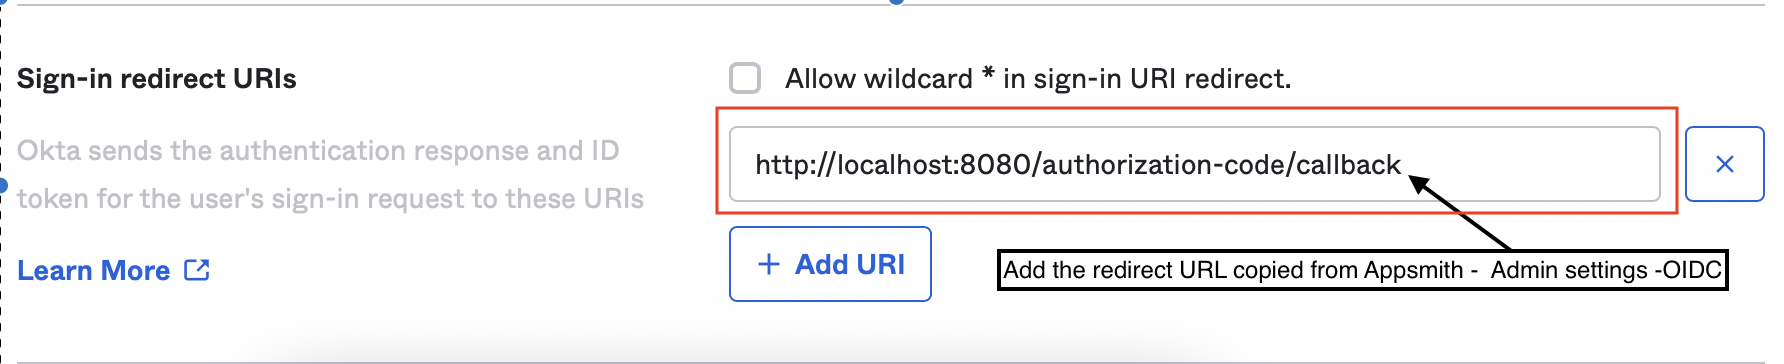 Sign-in redirect URIs
Allow wildcard * in sign-in URI redirect.
Okta sends the authentication response and ID
token for the user's sign-in request to these URIs
http://localhost:8080/authorization-code/callback
Learn More
+ Add URI
Add the redirect URL copied from Appsmith - Admin settings -OIDC